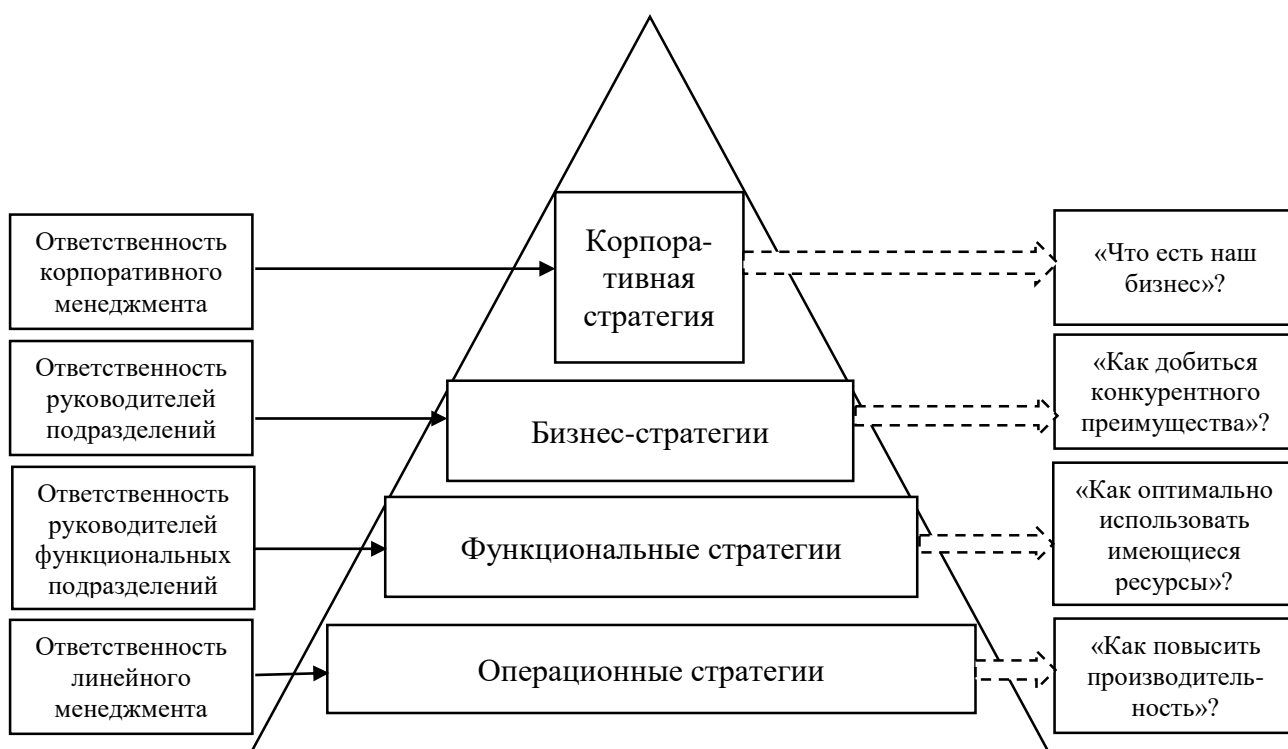 Ответственность
корпоративного
менеджмента
Корпора-
тивная
стратегия
«Что есть наш
бизнес»?
Ответственность
руководителей
подразделений
Бизнес-стратегии
«Как добиться
конкурентного
преимущества»?
Ответственность
руководителей
функциональных
подразделений
Функциональные стратегии
«Как оптимально
использовать
имеющиеся
ресурсы»?
Ответственность
линейного
менеджмента
Операционные стратегии
«Как повысить
производитель-
ность»?